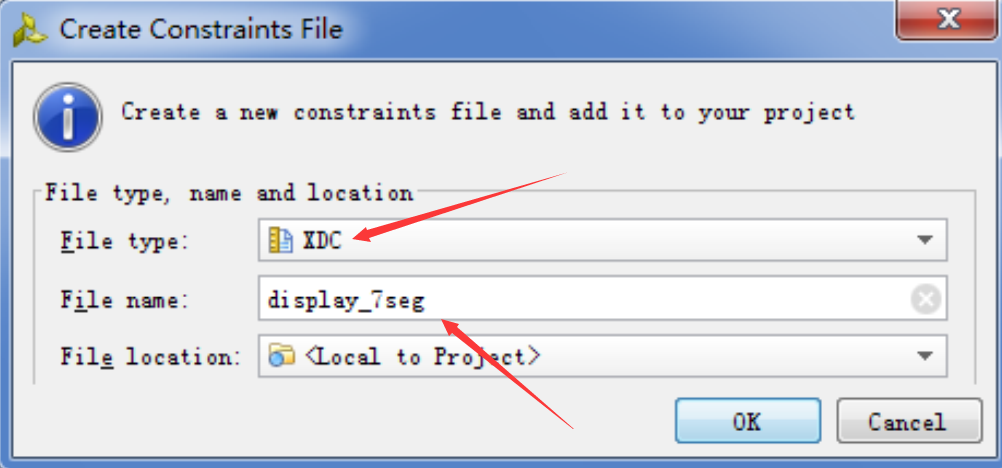 Create Constraints File
Create a new constraints file and add it to your project
File type, name and location
File type: XDC
File name: display_7seg
File location: <Local to Project>
OK Cancel